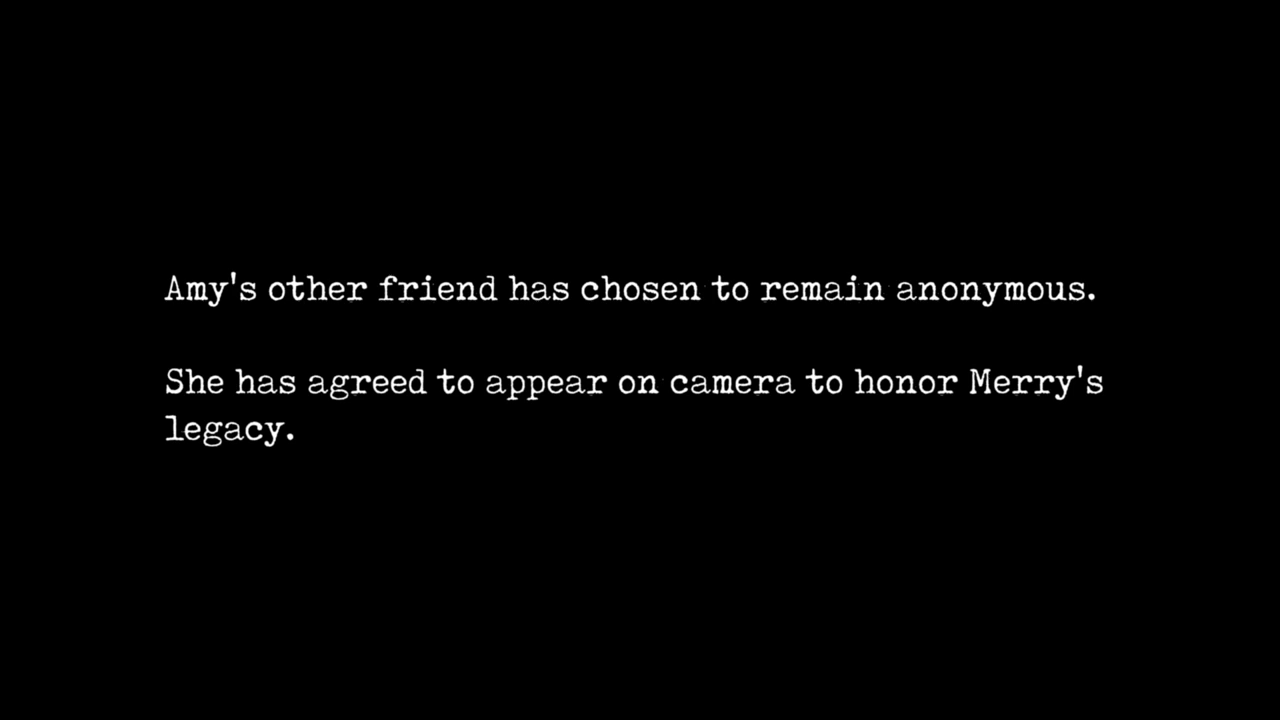 Amy's other friend has chosen to remain anonymous.
She has agreed to appear on camera to honor Merry's
legacy.